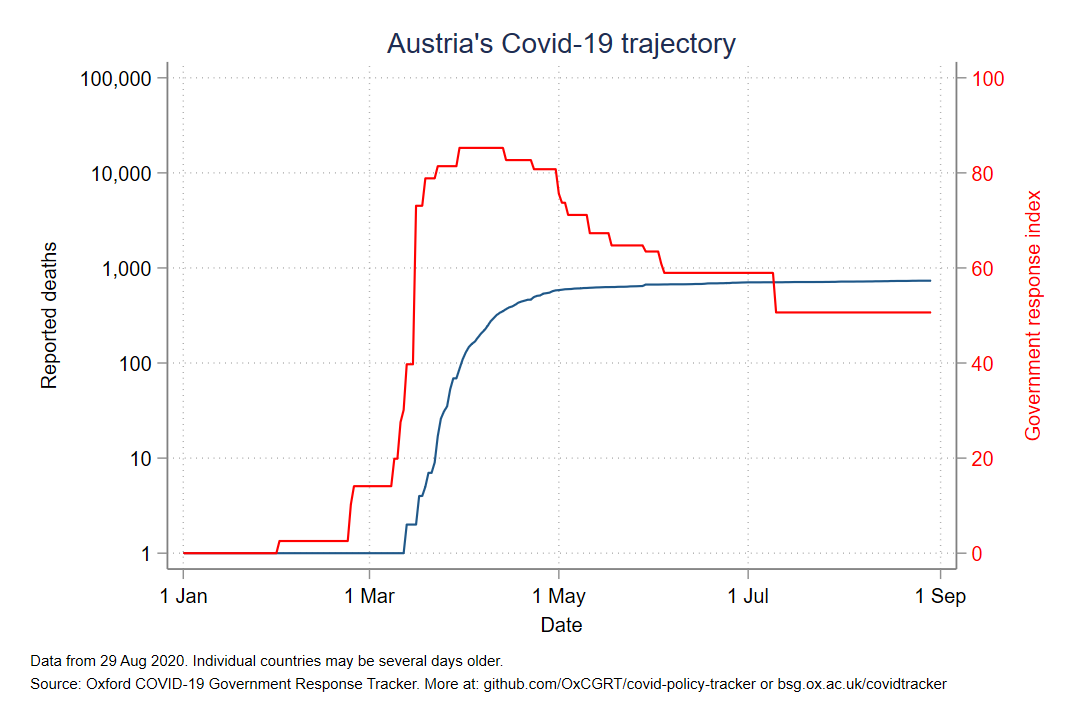 Austria's Covid-19 trajectory
100,000
10,000
1,000
100
10
1
Reported deaths
100
80
60
40
20
0
Government response index
1 Jan 1 Mar 1 May 1 Jul 1 Sep
Date
Data from 29 Aug 2020. Individual countries may be several days older.
Source: Oxford COVID-19 Government Response Tracker. More at: github.com/OxCGRT/covid-policy-tracker or bsg.ox.ac.uk/covidtracker